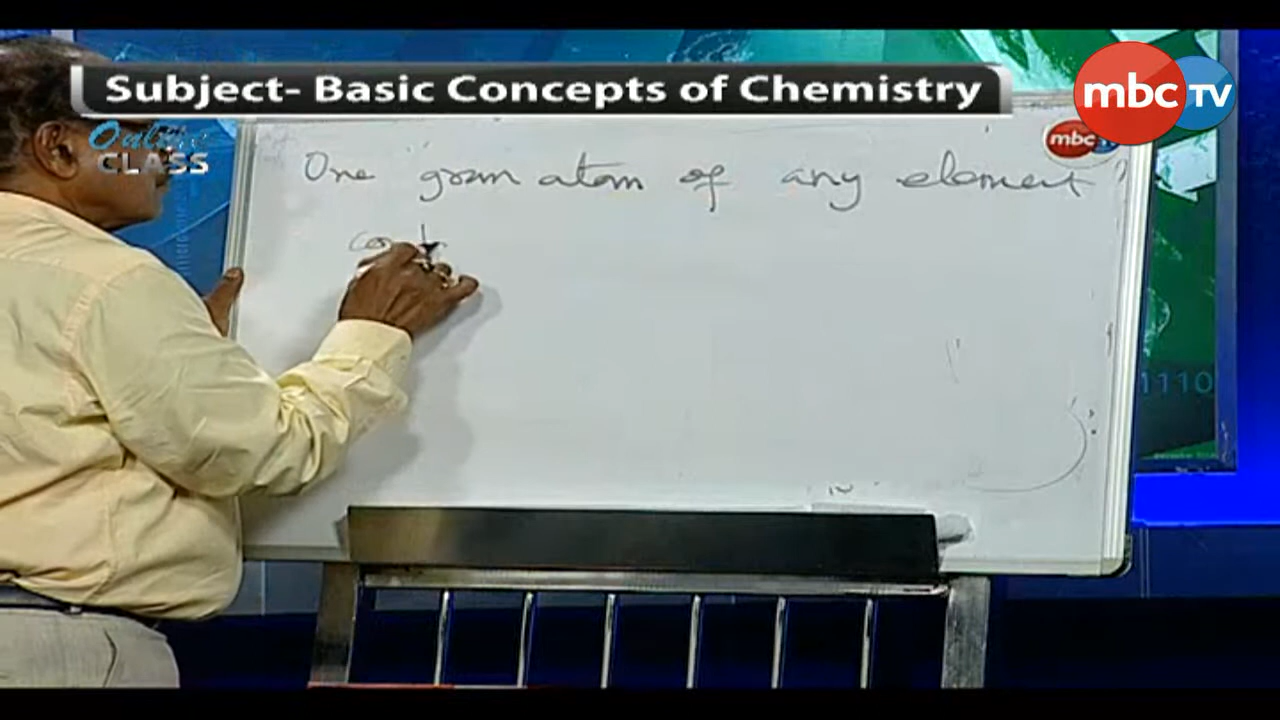 Subject- Basic Concepts of Chemistry
mbc TV
Online
CLASS
mbc
One gram atom of any element
1110